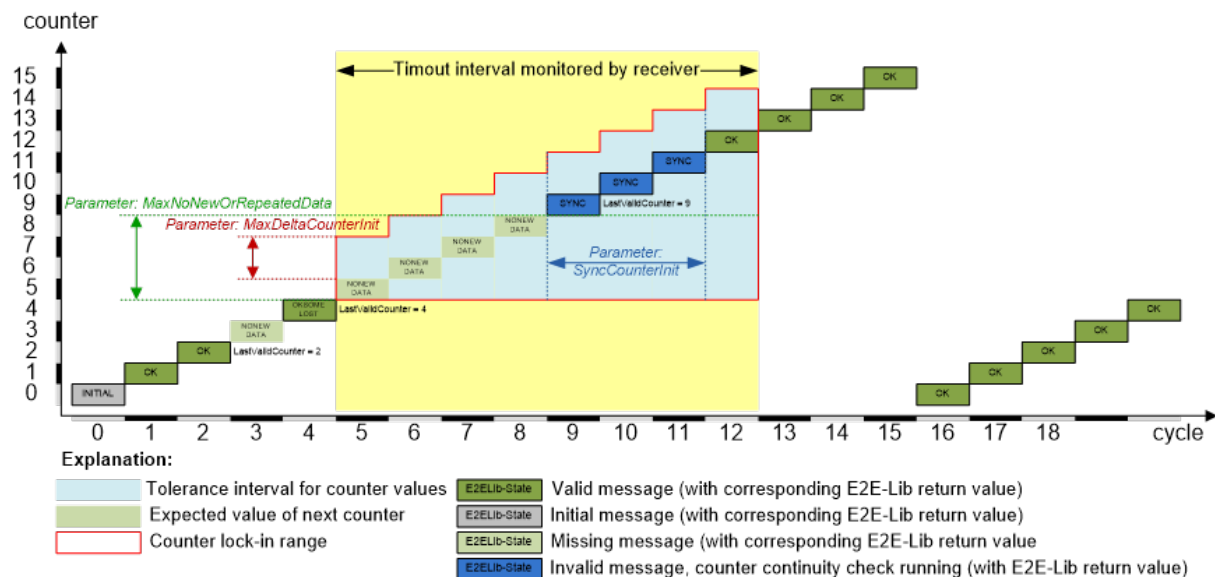 counter
Timout interval monitored by receiver
15
14
13
12
11
10
9
8
7
6
5
4
3
2
1
0
OK
OK
OK
OK
SYNC
SYNC
SYNC
LastValidCounter = 9
Parameter: MaxNoNewOrRepeatedData
Parameter: MaxDeltaCounterInit
NONEW
DATA
NONEW
DATA
NONEW
DATA
NONEW
DATA
Parameter:
SyncCounterInit
OKSOME
LOST
LastValidCounter = 4
NONEW
DATA
LastValidCounter = 2
OK
OK
INITIAL
OK
OK
OK
OK
OK
0 1 2 3 4 5 6 7 8 9 10 11 12 13 14 15 16 17 18 cycle
Explanation:
Tolerance interval for counter values
Expected value of next counter
Counter lock-in range
E2ELib-State Valid message (with corresponding E2E-Lib return value)
E2ELib-State Initial message (with corresponding E2E-Lib return value)
E2ELib-State Missing message (with corresponding E2E-Lib return value
E2ELib-State Invalid message, counter continuity check running (with E2E-Lib return value)